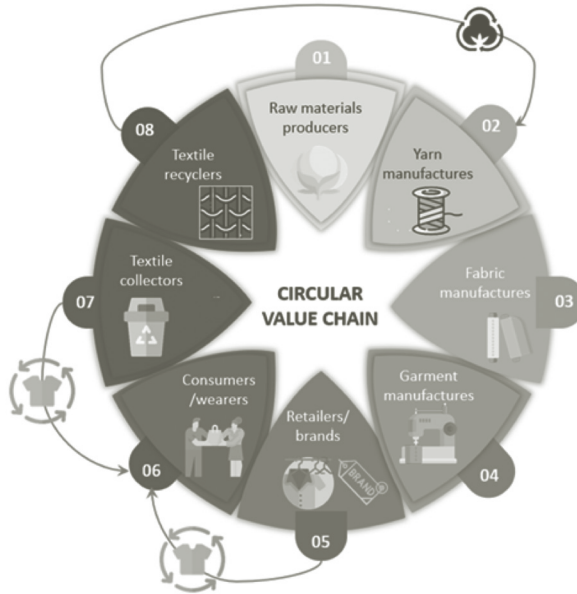 01
Raw materials
producers
02
Yarn
manufactures
03
Fabric
manufactures
04
Garment
manufactures
05
Retailers/
brands
BRAND
06
Consumers
/wearers
07
Textile
collectors
08
Textile
recyclers
CIRCULAR
VALUE CHAIN